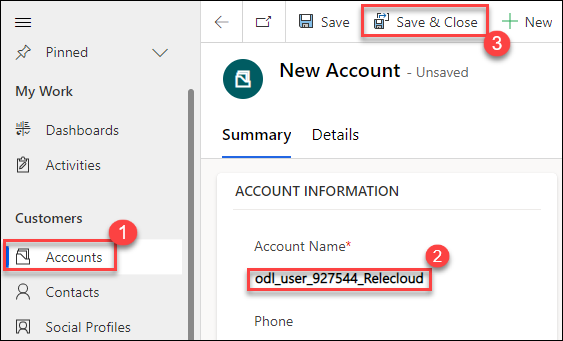 Pinned
My Work
Dashboards
Activities
Customers
1
Accounts
Contacts
Social Profiles
Save
Save & Close
New
3
New Account - Unsaved
Summary
Details
ACCOUNT INFORMATION
Account Name*
2
odl_user_927544_Relecloud
Phone